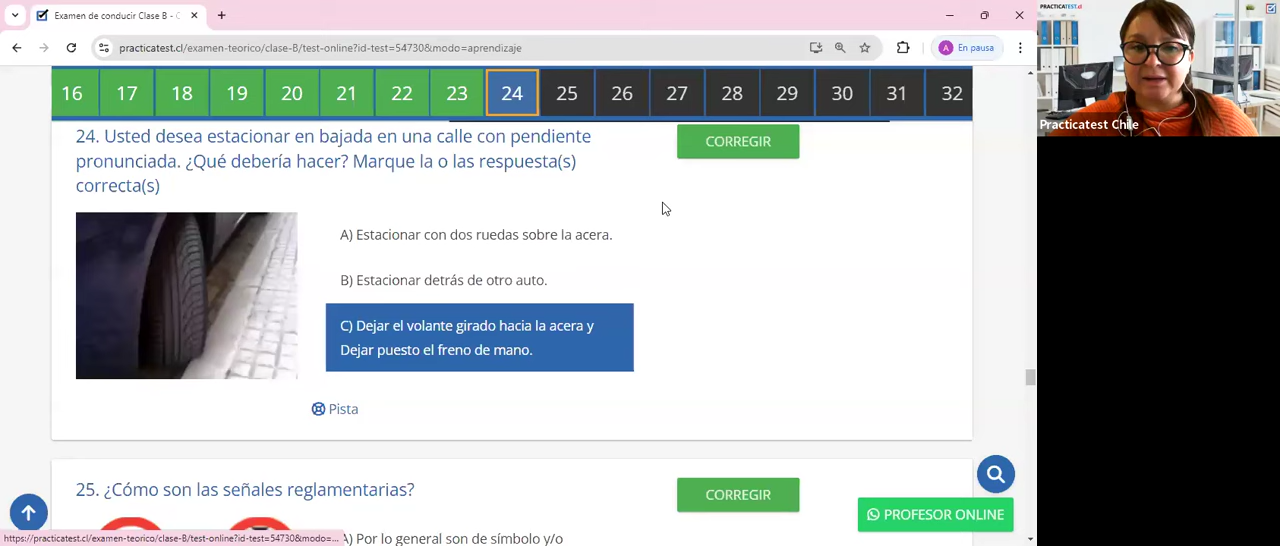 Examen de conducir Clase B - C
practicatest.cl/examen-teorico/clase-B/test-online?id-test=54730&modo=aprendizaje
A
En pausa
PRACTICATEST.cl
Practicatest Chile
16 17 18 19 20 21 22 23 24 25 26 27 28 29 30 31 32
24. Usted desea estacionar en bajada en una calle con pendiente
pronunciada. ¿Qué debería hacer? Marque la o las respuesta(s)
correcta(s)
CORREGIR
A) Estacionar con dos ruedas sobre la acera.
B) Estacionar detrás de otro auto.
C) Dejar el volante girado hacia la acera y
Dejar puesto el freno de mano.
Pista
25. ¿Cómo son las señales reglamentarias?
CORREGIR
PROFESOR ONLINE
https://practicatest.cl/examen-teorico/clase-B/test-online?id-test=54730&modo=...
A) Por lo general son de símbolo y/o